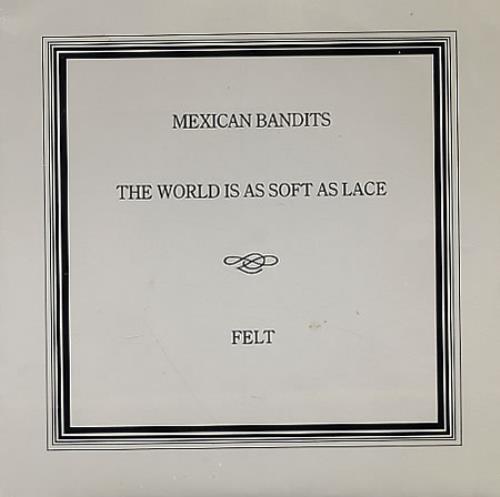 MEXICAN BANDITS
THE WORLD IS AS SOFT AS LACE
FELT